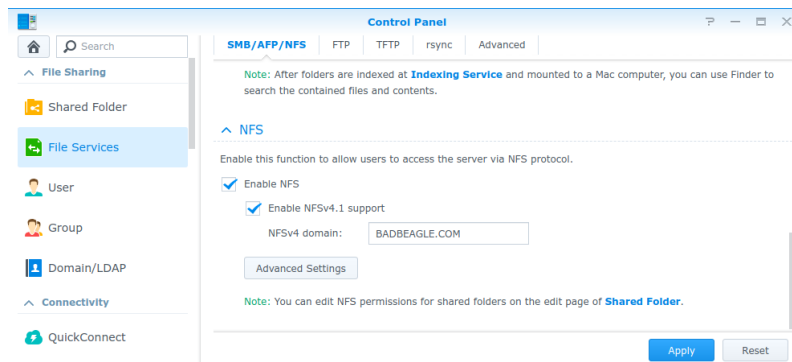 Control Panel
Search
SMB/AFP/NFS FTP TFTP rsync Advanced
File Sharing
Shared Folder
File Services
User
Group
Domain/LDAP
Connectivity
QuickConnect
Note: After folders are indexed at Indexing Service and mounted to a Mac computer, you can use Finder to
search the contained files and contents.
NFS
Enable this function to allow users to access the server via NFS protocol.
Enable NFS
Enable NFSv4.1 support
NFSv4 domain: BADBEAGLE.COM
Advanced Settings
Note: You can edit NFS permissions for shared folders on the edit page of Shared Folder.
Apply Reset